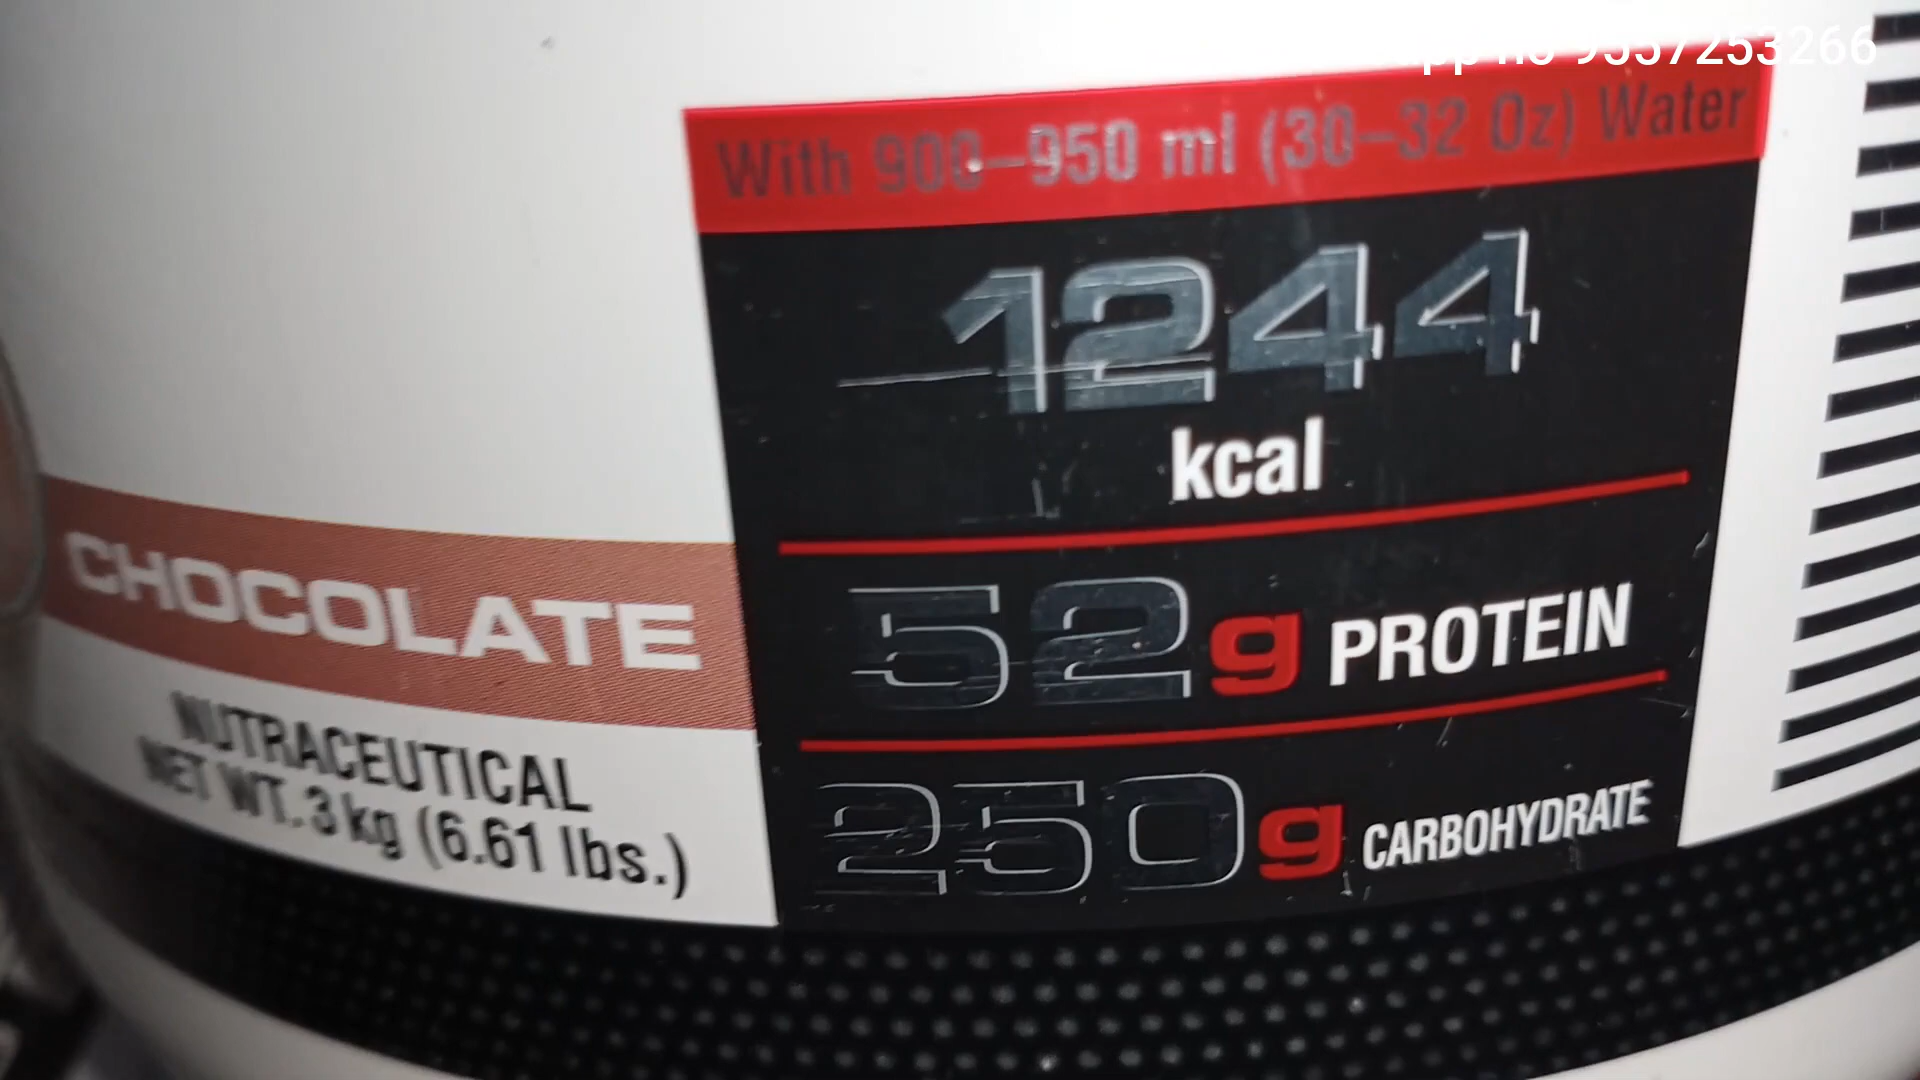 9557253266
With 900–950 ml (30–32 Oz) Water
1244
kcal
52g PROTEIN
250g CARBOHYDRATE
CHOCOLATE
NUTRACEUTICAL
NET WT. 3 kg (6.61 lbs.)